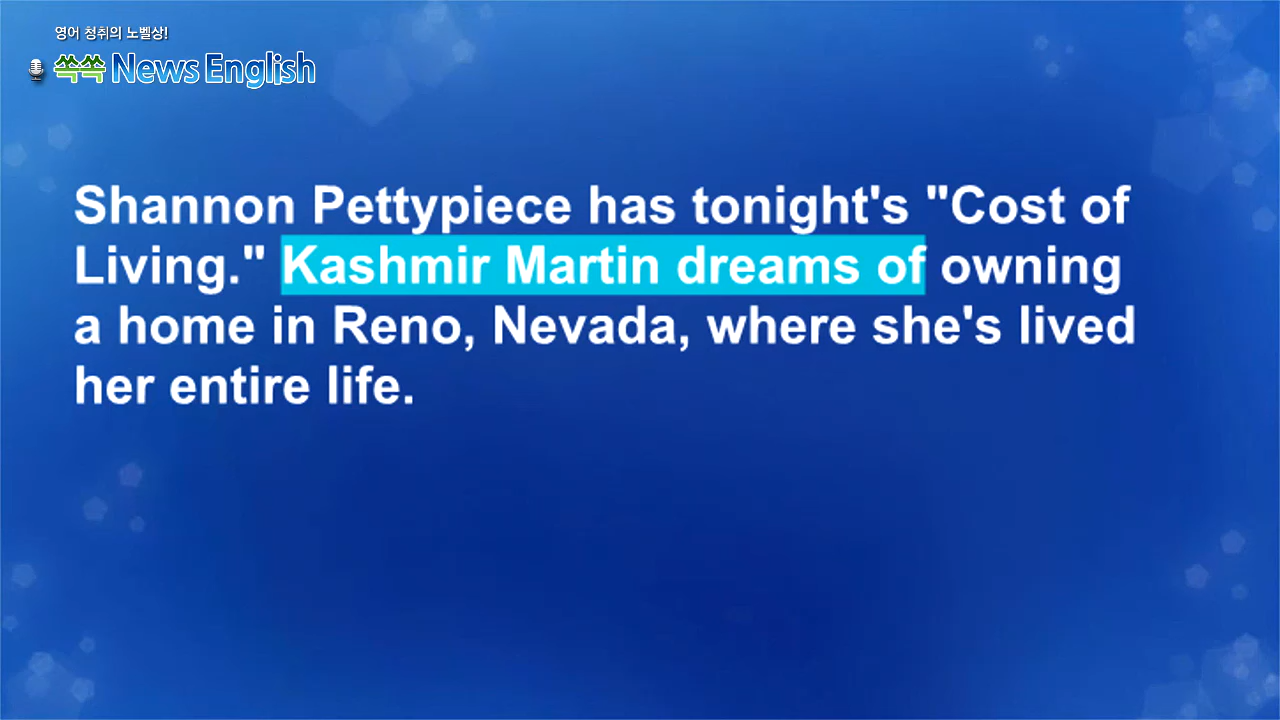 영어 청취의 노벨상!
쏙쏙 News English
Shannon Pettypiece has tonight's "Cost of
Living." Kashmir Martin dreams of owning
a home in Reno, Nevada, where she's lived
her entire life.